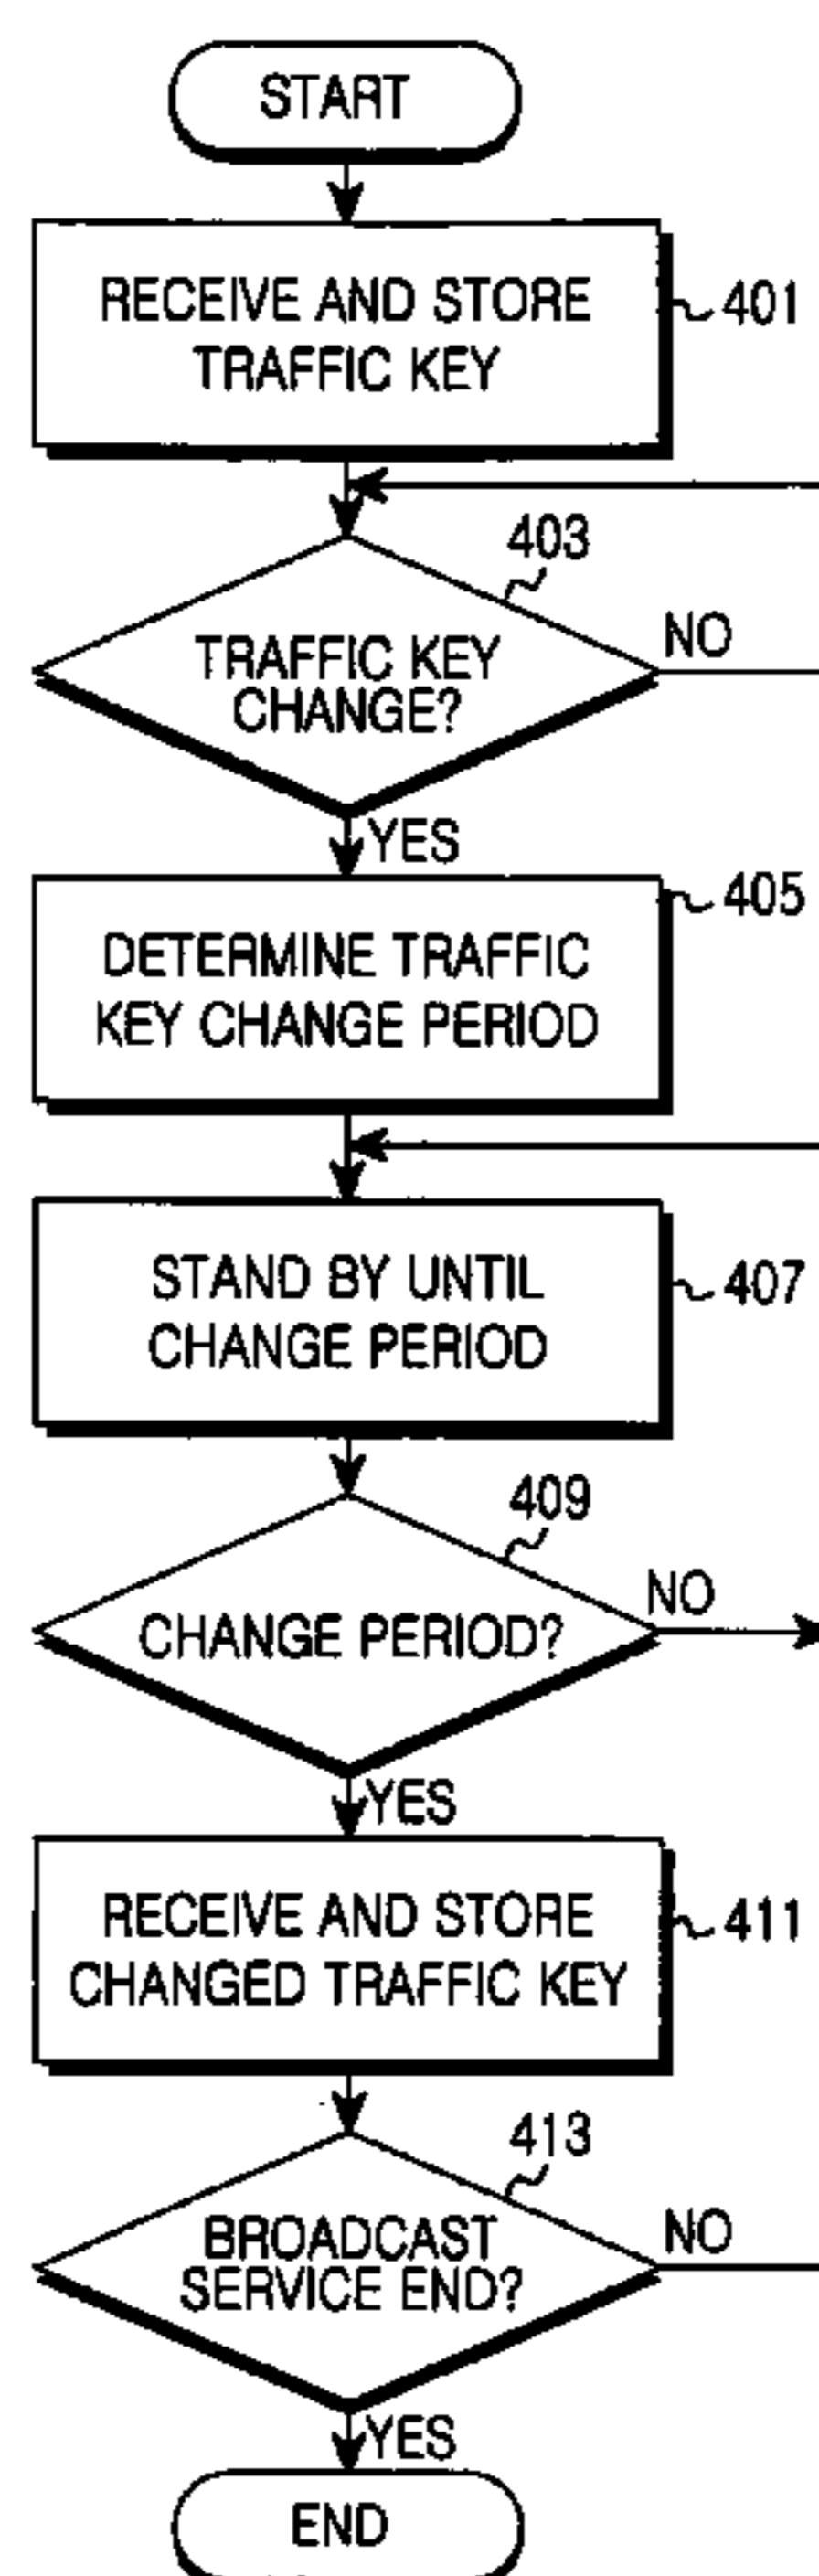 START
RECEIVE AND STORE
TRAFFIC KEY
401
403
TRAFFIC KEY
CHANGE?
NO
YES
405
DETERMINE TRAFFIC
KEY CHANGE PERIOD
STAND BY UNTIL
CHANGE PERIOD
407
409
CHANGE PERIOD?
NO
YES
RECEIVE AND STORE
CHANGED TRAFFIC KEY
411
413
BROADCAST
SERVICE END?
NO
YES
END